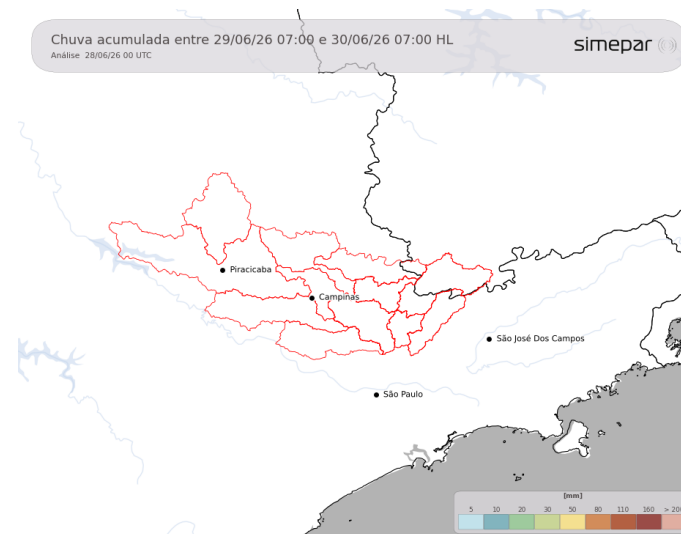 Chuva acumulada entre 29/06/26 07:00 e 30/06/26 07:00 HL
Análise 28/06/26 00 UTC
simepar
Piracicaba
Campinas
São José Dos Campos
São Paulo
[mm]
5 10 20 30 50 80 110 160 > 20